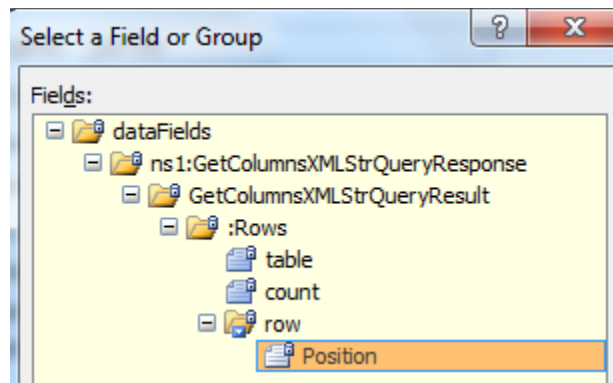 Select a Field or Group
Fields:
dataFields
ns1:GetColumnsXMLStrQueryResponse
GetColumnsXMLStrQueryResult
:Rows
table
count
row
Position